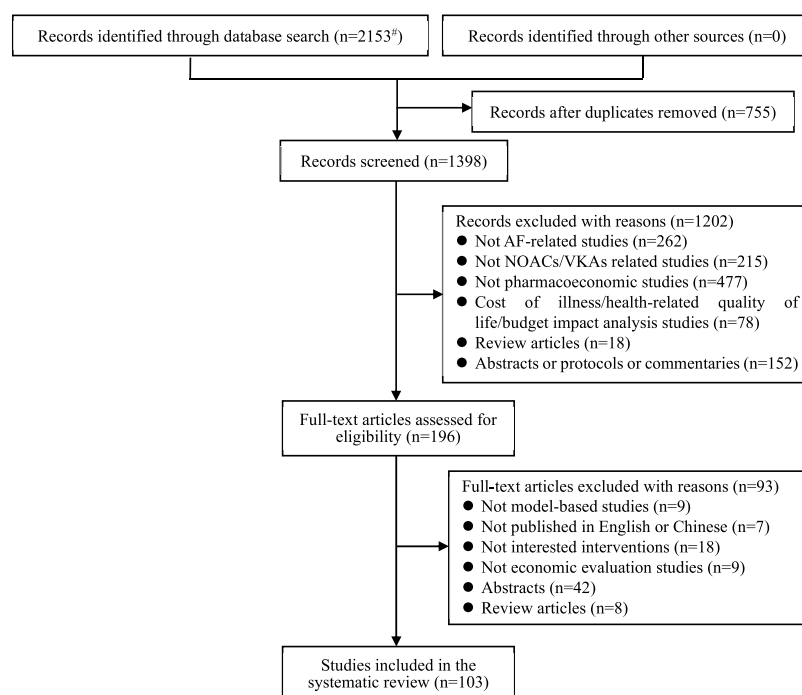 Records identified through database search (n=2153#)
Records identified through other sources (n=0)
Records after duplicates removed (n=755)
Records screened (n=1398)
Records excluded with reasons (n=1202)
● Not AF-related studies (n=262)
● Not NOACs/VKAs related studies (n=215)
● Not pharmacoeconomic studies (n=477)
● Cost of illness/health-related quality of
life/budget impact analysis studies (n=78)
● Review articles (n=18)
● Abstracts or protocols or commentaries (n=152)
Full-text articles assessed for
eligibility (n=196)
Full-text articles excluded with reasons (n=93)
● Not model-based studies (n=9)
● Not published in English or Chinese (n=7)
● Not interested interventions (n=18)
● Not economic evaluation studies (n=9)
● Abstracts (n=42)
● Review articles (n=8)
Studies included in the
systematic review (n=103)